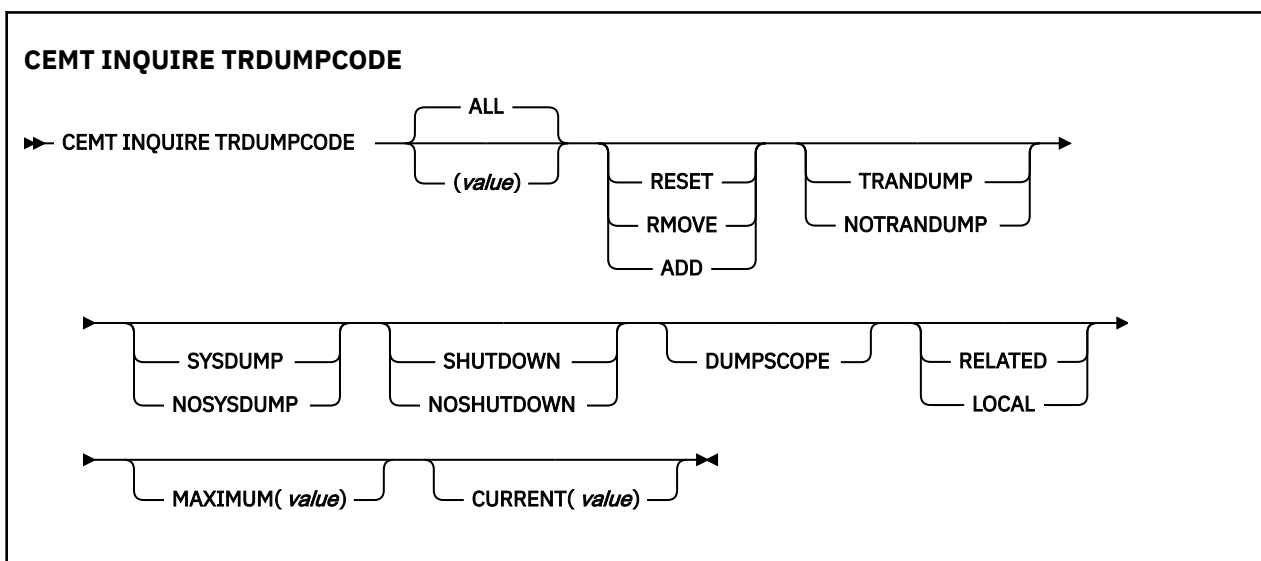 CEMT INQUIRE TRDUMPCODE
ALL
CEMT INQUIRE TRDUMPCODE
(value)
RESET TRANDUMP
RMOVE NOTRANDUMP
ADD
SYSDUMP SHUTDOWN DUMPSCOPE RELATED
NOSYSDUMP NOSHUTDOWN LOCAL
MAXIMUM( value) CURRENT( value)